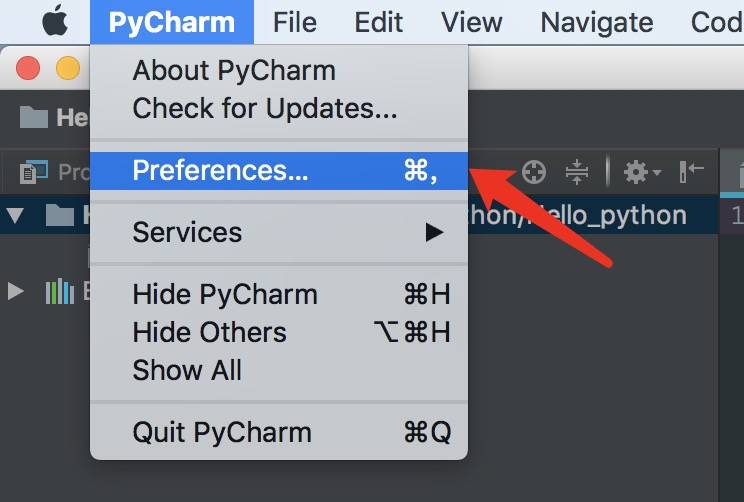 PyCharm File Edit View Navigate Cod
About PyCharm
Check for Updates...
He
Preferences... ⌘,
Pro
Services
hon/Hello_python
1
Hide PyCharm ⌘H
Hide Others ⌥⌘H
Show All
Quit PyCharm ⌘Q